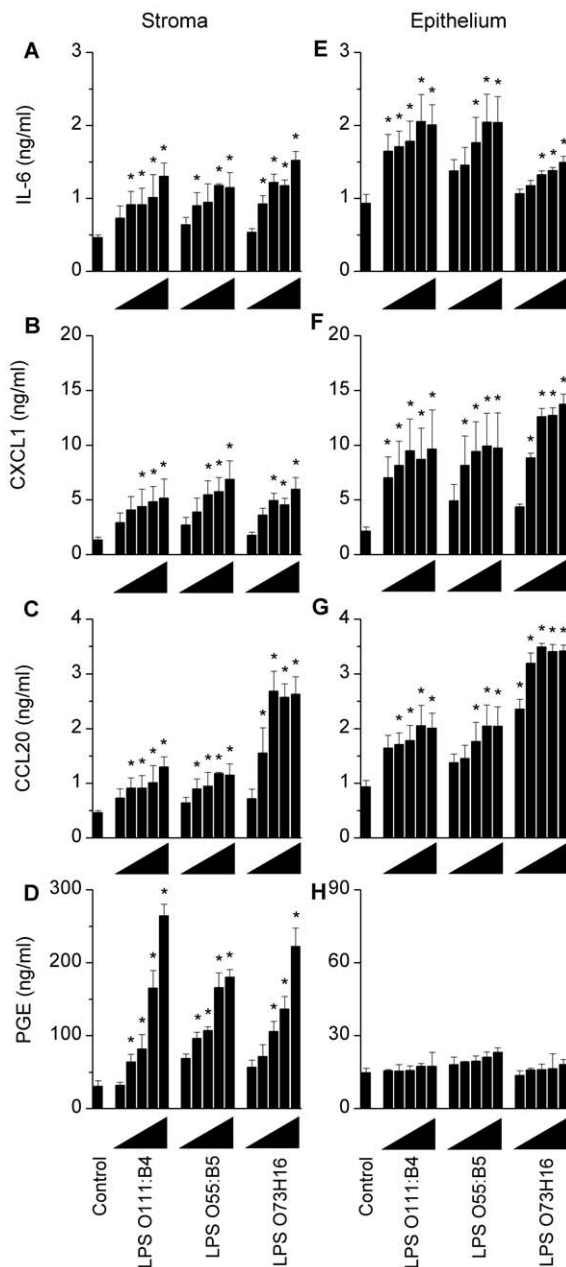 Stroma
Epithelium
A
IL-6 (ng/ml)
3
2
1
0
* * * *
* * * *
* * * *
E
3
2
1
0
* * * * *
* * *
* * *
B
CXCL1 (ng/ml)
20
15
10
5
0
* * *
* * *
* * *
F
20
15
10
5
0
* * * * *
* * * *
* * * *
C
CCL20 (ng/ml)
4
3
2
1
0
* * * *
* * * *
* * * *
G
4
3
2
1
0
* * * *
* * *
* * * * *
D
PGE (ng/ml)
300
200
100
0
* * * *
* * * *
* * *
H
90
60
30
0
Control
LPS O111:B4
LPS O55:B5
LPS O73H16
Control
LPS O111:B4
LPS O55:B5
LPS O73H16